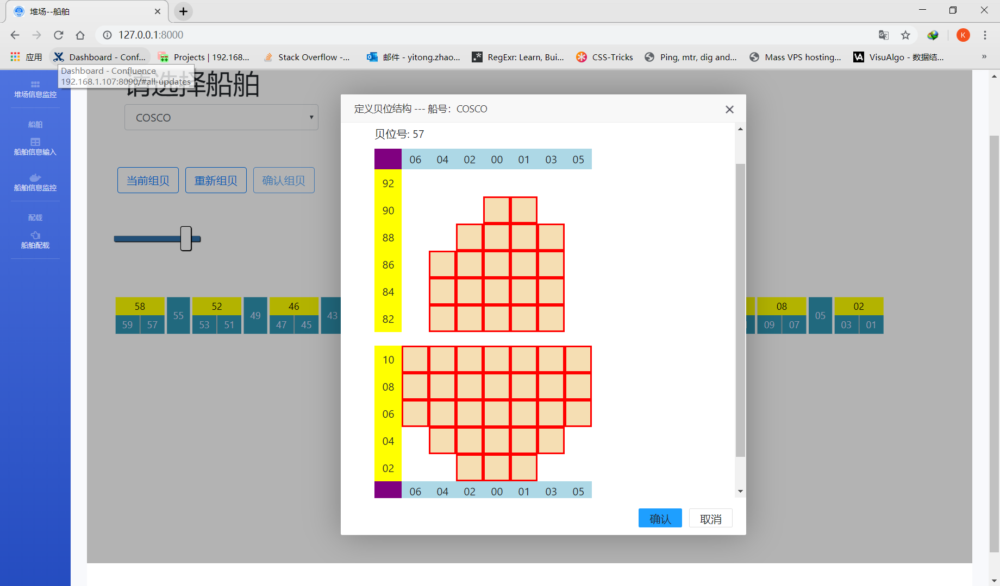 堆场--船舶
127.0.0.1:8000
应用
Dashboard - Conf...
Projects | 192.168...
Stack Overflow -...
邮件 - yitong.zhao...
RegExr: Learn, Bui...
CSS-Tricks
Ping, mtr, dig and...
Mass VPS hosting...
VisuAlgo - 数据结...
»
K
Dashboard - Confluence
192.168.1.107:8090/#all-updates
堆场信息监控
船舶
船舶信息输入
船舶信息监控
配载
船舶配载
请选择船舶
COSCO
当前组贝 重新组贝 确认组贝
58 52 46
55 49 43
59 57 53 51 47 45
08 02
05
09 07 03 01
定义贝位结构 --- 船号：COSCO
贝位号: 57
06 04 02 00 01 03 05
92
90
88
86
84
82
10
08
06
04
02
06 04 02 00 01 03 05
确认 取消